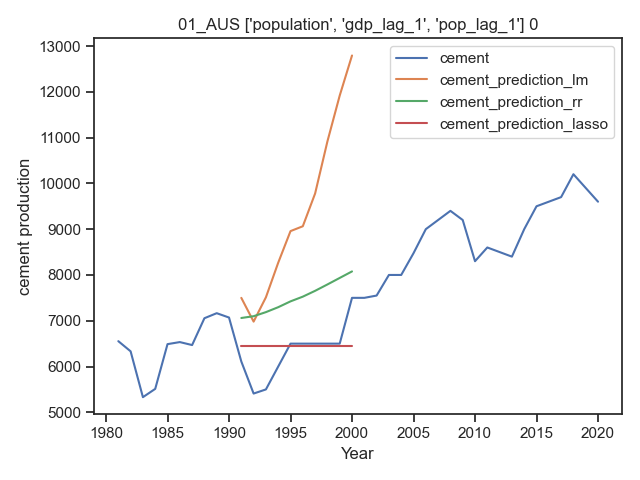 01_AUS ['population', 'gdp_lag_1', 'pop_lag_1'] 0
13000
12000
11000
10000
9000
8000
7000
6000
5000
cement production
cement
cement_prediction_lm
cement_prediction_rr
cement_prediction_lasso
1980 1985 1990 1995 2000 2005 2010 2015 2020
Year